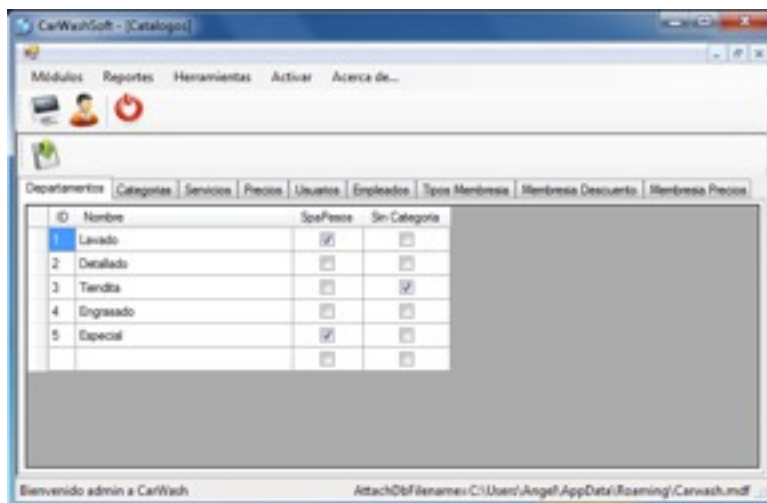 CarWashSoft - [Catalogos]
Módulos Reportes Herramientas Activar Acerca de...
Departamentos Categorias Servicios Precios Usuarios Empleados Tipos Membresia Membresia Descuento Membresia Precios
ID Nombre SpaPesos Sin Categoria
1 Lavado
2 Detallado
3 Tiendita
4 Engrasado
5 Especial
Bienvenido admin a CarWash AttachDbFilename=C:\Users\Angel\AppData\Roaming\Carwash.mdf